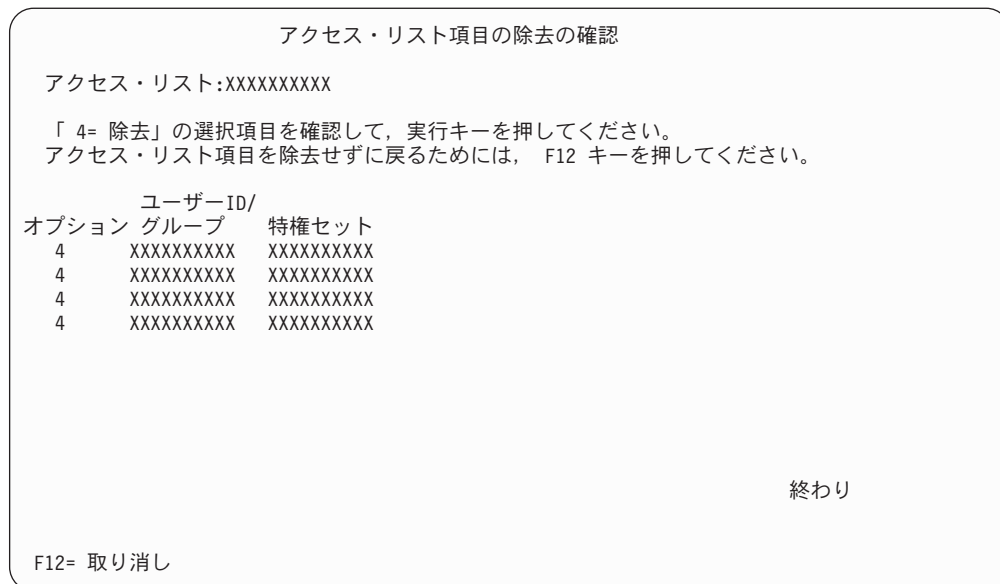 アクセス・リスト項目の除去の確認
アクセス・リスト:XXXXXXXXXX
「 4= 除去」の選択項目を確認して, 実行キーを押してください。
アクセス・リスト項目を除去せずに戻るためには, F12 キーを押してください。
ユーザーID/
オプション グループ 特権セット
4 XXXXXXXXXX XXXXXXXXXX
4 XXXXXXXXXX XXXXXXXXXX
4 XXXXXXXXXX XXXXXXXXXX
4 XXXXXXXXXX XXXXXXXXXX
終わり
F12= 取り消し